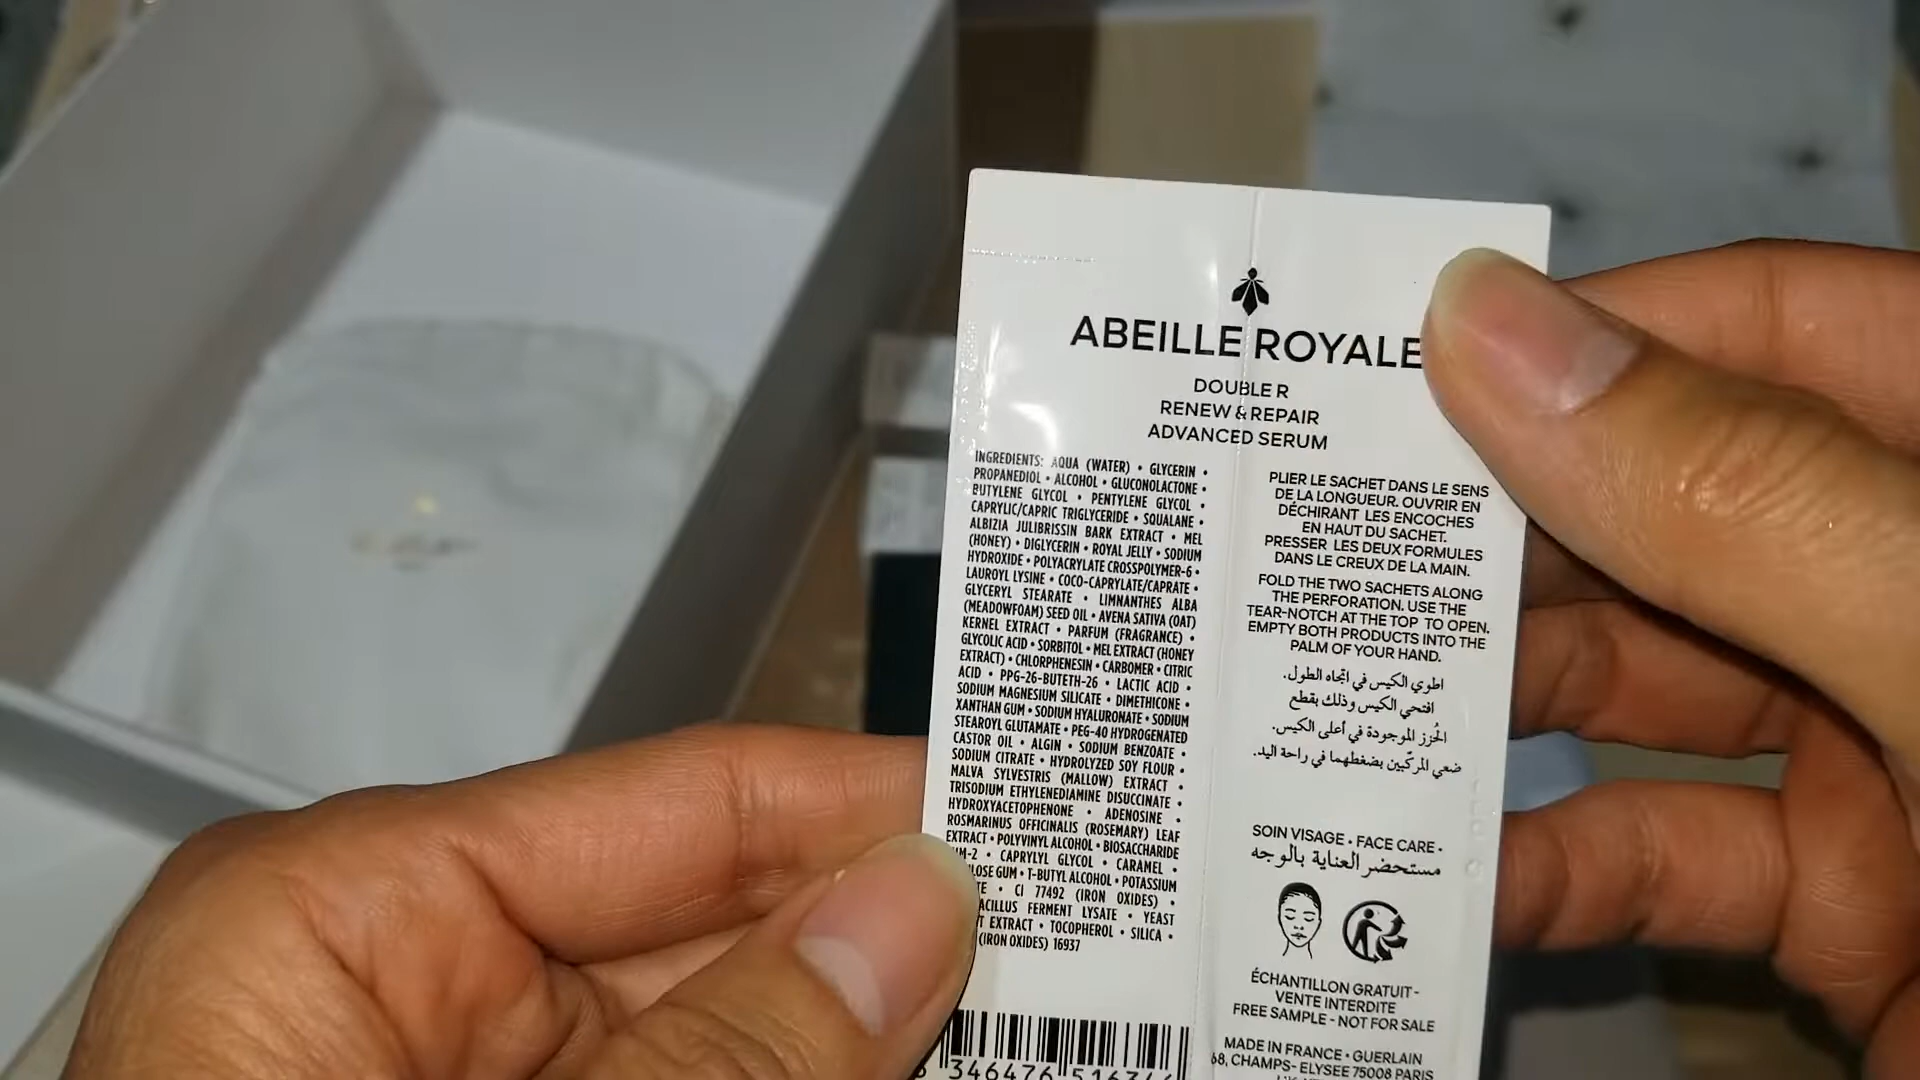 ABEILLE ROYALE
DOUBLE R
RENEW & REPAIR
ADVANCED SERUM
INGREDIENTS: AQUA (WATER) • GLYCERIN •
PROPANEDIOL • ALCOHOL • GLUCONOLACTONE •
BUTYLENE GLYCOL • PENTYLENE GLYCOL •
CAPRYLIC/CAPRIC TRIGLYCERIDE • SQUALANE •
ALBIZIA JULIBRISSIN BARK EXTRACT • MEL
(HONEY) • DIGLYCERIN • ROYAL JELLY • SODIUM
HYDROXIDE • POLYACRYLATE CROSSPOLYMER-6 •
LAUROYL LYSINE • COCO-CAPRYLATE/CAPRATE •
GLYCERYL STEARATE • LIMNANTHES ALBA
(MEADOWFOAM) SEED OIL • AVENA SATIVA (OAT)
KERNEL EXTRACT • PARFUM (FRAGRANCE) •
GLYCOLIC ACID • SORBITOL • MEL EXTRACT (HONEY
EXTRACT) • CHLORPHENESIN • CARBOMER • CITRIC
ACID • PPG-26-BUTETH-26 • LACTIC ACID •
SODIUM MAGNESIUM SILICATE • DIMETHICONE •
XANTHAN GUM • SODIUM HYALURONATE • SODIUM
STEAROYL GLUTAMATE • PEG-40 HYDROGENATED
CASTOR OIL • ALGIN • SODIUM BENZOATE •
SODIUM CITRATE • HYDROLYZED SOY FLOUR •
MALVA SYLVESTRIS (MALLOW) EXTRACT •
TRISODIUM ETHYLENEDIAMINE DISUCCINATE •
HYDROXYACETOPHENONE • ADENOSINE •
ROSMARINUS OFFICINALIS (ROSEMARY) LEAF
EXTRACT • POLYVINYL ALCOHOL • BIOSACCHARIDE
-2 • CAPRYLYL GLYCOL • CARAMEL •
GUM • T-BUTYL ALCOHOL • POTASSIUM
• CI 77492 (IRON OXIDES) •
FERMENT LYSATE • YEAST
EXTRACT • TOCOPHEROL • SILICA •
(IRON OXIDES) 16937
PLIER LE SACHET DANS LE SENS
DE LA LONGUEUR. OUVRIR EN
DÉCHIRANT LES ENCOCHES
EN HAUT DU SACHET.
PRESSER LES DEUX FORMULES
DANS LE CREUX DE LA MAIN.
FOLD THE TWO SACHETS ALONG
THE PERFORATION. USE THE
TEAR-NOTCH AT THE TOP TO OPEN.
EMPTY BOTH PRODUCTS INTO THE
PALM OF YOUR HAND.
اطوي الكيس في اتجاه الطول.
افتحي الكيس وذلك بقطع
الحُزز الموجودة في أعلى الكيس.
ضعي المركّبين بضغطهما في راحة اليد.
SOIN VISAGE • FACE CARE •
مستحضر العناية بالوجه
ÉCHANTILLON GRATUIT -
VENTE INTERDITE
FREE SAMPLE - NOT FOR SALE
MADE IN FRANCE • GUERLAIN
68, CHAMPS- ELYSEE 75008 PARIS
346476